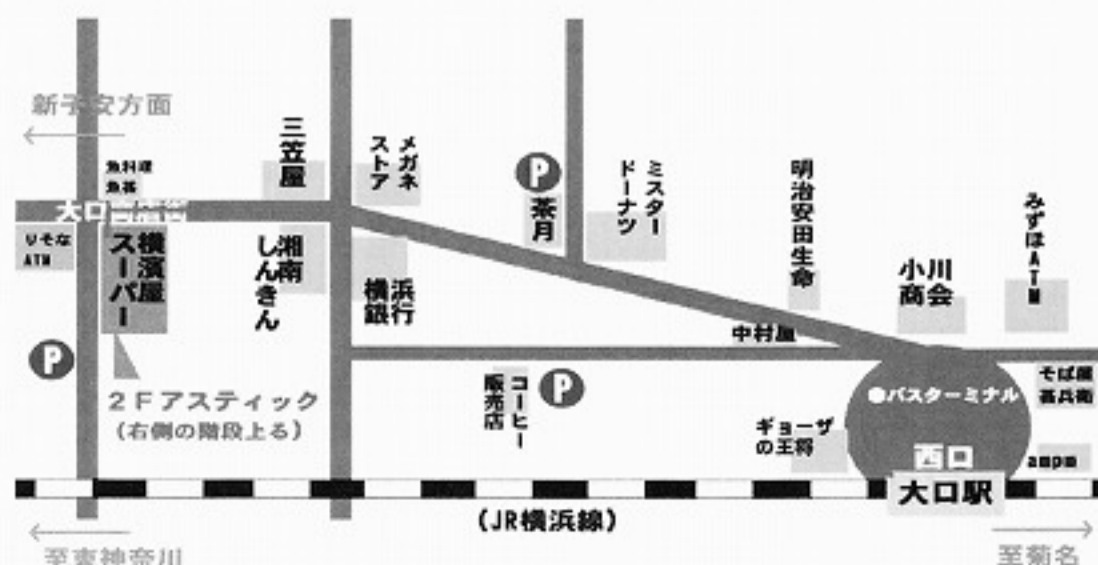 新子安方面
三笠屋
メガネ
ストア
P
茶月
ミスター
ドーナツ
明治安田生命
みずほATM
魚料理
大口
りそな
ATM
横濱屋
スーパー
湘南
しんきん
横浜
銀行
小川
商会
中村屋
P
2Fアスティック
(右側の階段上る)
コーヒー
販売店
P
●バスターミナル
そば屋
甚兵衛
ギョーザ
の王将
西口
ampm
大口駅
(JR横浜線)
至東神奈川
至菊名